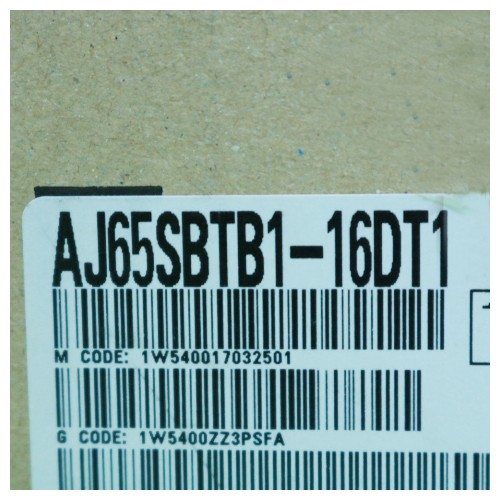 AJ65SBTB1-16DT1
M CODE: 1W540017032501
G CODE: 1W5400ZZ3PSFA